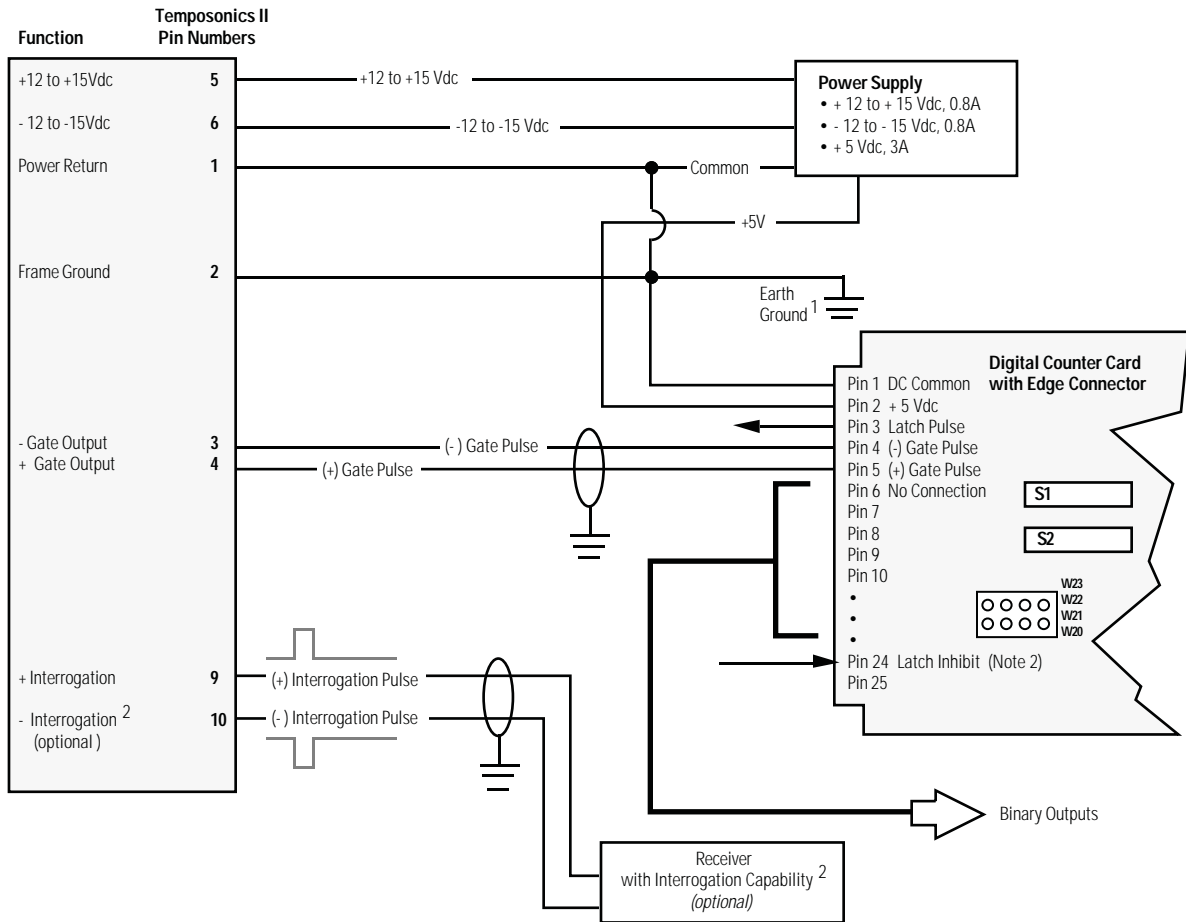 Temposonics II
Function Pin Numbers
+12 to +15Vdc 5
- 12 to -15Vdc 6
Power Return 1
Frame Ground 2
- Gate Output 3
+ Gate Output 4
+ Interrogation 9
- Interrogation 2 10
(optional )
+12 to +15 Vdc
-12 to -15 Vdc
Common
+5V
Power Supply
• + 12 to + 15 Vdc, 0.8A
• - 12 to - 15 Vdc, 0.8A
• + 5 Vdc, 3A
Earth
Ground 1
(- ) Gate Pulse
(+) Gate Pulse
(+) Interrogation Pulse
(- ) Interrogation Pulse
Digital Counter Card
with Edge Connector
Pin 1 DC Common
Pin 2 + 5 Vdc
Pin 3 Latch Pulse
Pin 4 (-) Gate Pulse
Pin 5 (+) Gate Pulse
Pin 6 No Connection
Pin 7
Pin 8
Pin 9
Pin 10
•
•
•
Pin 24 Latch Inhibit (Note 2)
Pin 25
S1
S2
W23
W22
W21
W20
Binary Outputs
Receiver
with Interrogation Capability 2
(optional)